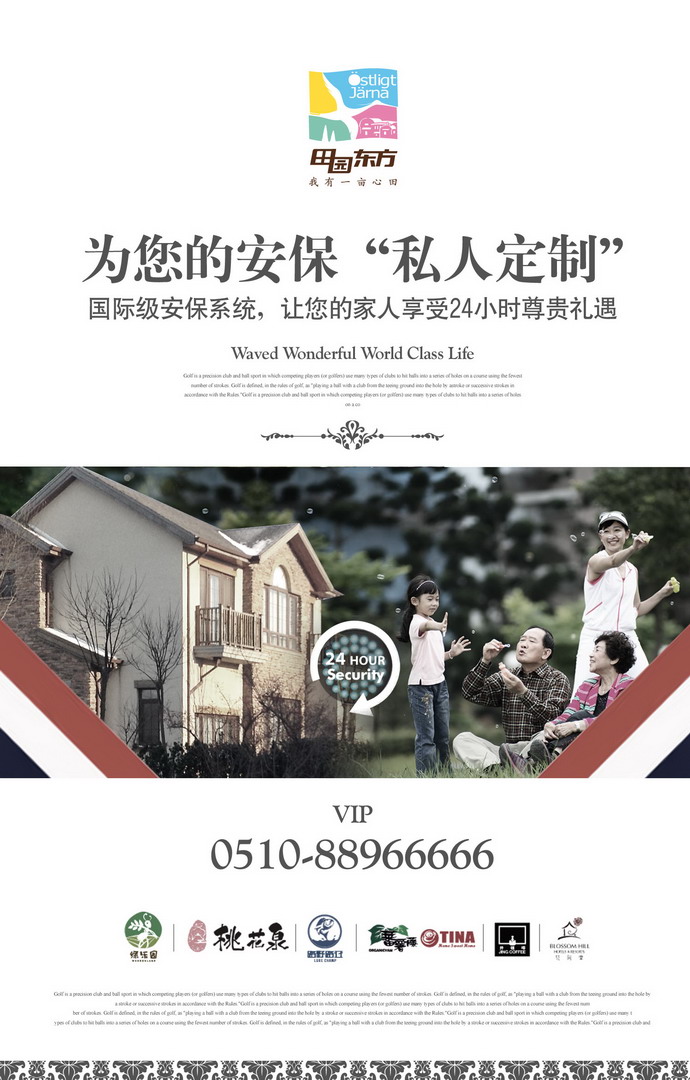 Östligt
Järna
田园东方
我有一亩心田
为您的安保“私人定制”
国际级安保系统，让您的家人享受24小时尊贵礼遇
Waved Wonderful World Class Life
Golf is a precision club and ball sport in which competing players (or golfers) use many types of clubs to hit balls into a series of holes on a course using the fewest
number of strokes. Golf is defined, in the rules of golf, as "playing a ball with a club from the teeing ground into the hole by a stroke or successive strokes in
accordance with the Rules."Golf is a precision club and ball sport in which competing players (or golfers) use many types of clubs to hit balls into a series of holes
on a co
24 HOUR
Security
VIP
0510-88966666
绿乐园
桃花泉
LUKE CHAMP
蕃薯藤
TINA
Home Loved Home
JING COFFEE
BLOSSOM HILL
HOTELS & RESORTS
花间堂
Golf is a precision club and ball sport in which competing players (or golfers) use many types of clubs to hit balls into a series of holes on a course using the fewest number of strokes. Golf is defined, in the rules of golf, as "playing a ball with a club from the teeing ground into the hole by
a stroke or successive strokes in accordance with the Rules."Golf is a precision club and ball sport in which competing players (or golfers) use many types of clubs to hit balls into a series of holes on a course using the fewest num
ber of strokes. Golf is defined, in the rules of golf, as "playing a ball with a club from the teeing ground into the hole by a stroke or successive strokes in accordance with the Rules."Golf is a precision club and ball sport in which competing players (or golfers) use many t
ypes of clubs to hit balls into a series of holes on a course using the fewest number of strokes. Golf is defined, in the rules of golf, as "playing a ball with a club from the teeing ground into the hole by a stroke or successive strokes in accordance with the Rules."Golf is a precision club and